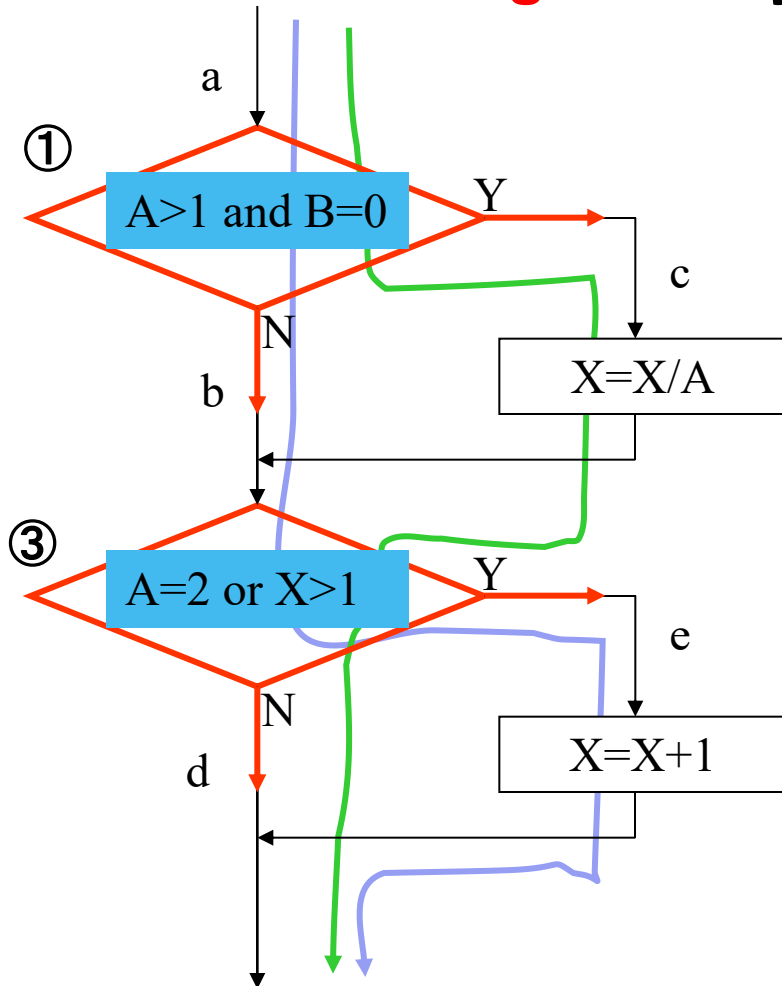 a
①
A>1 and B=0
Y
c
N
b
X=X/A
③
A=2 or X>1
Y
e
N
d
X=X+1